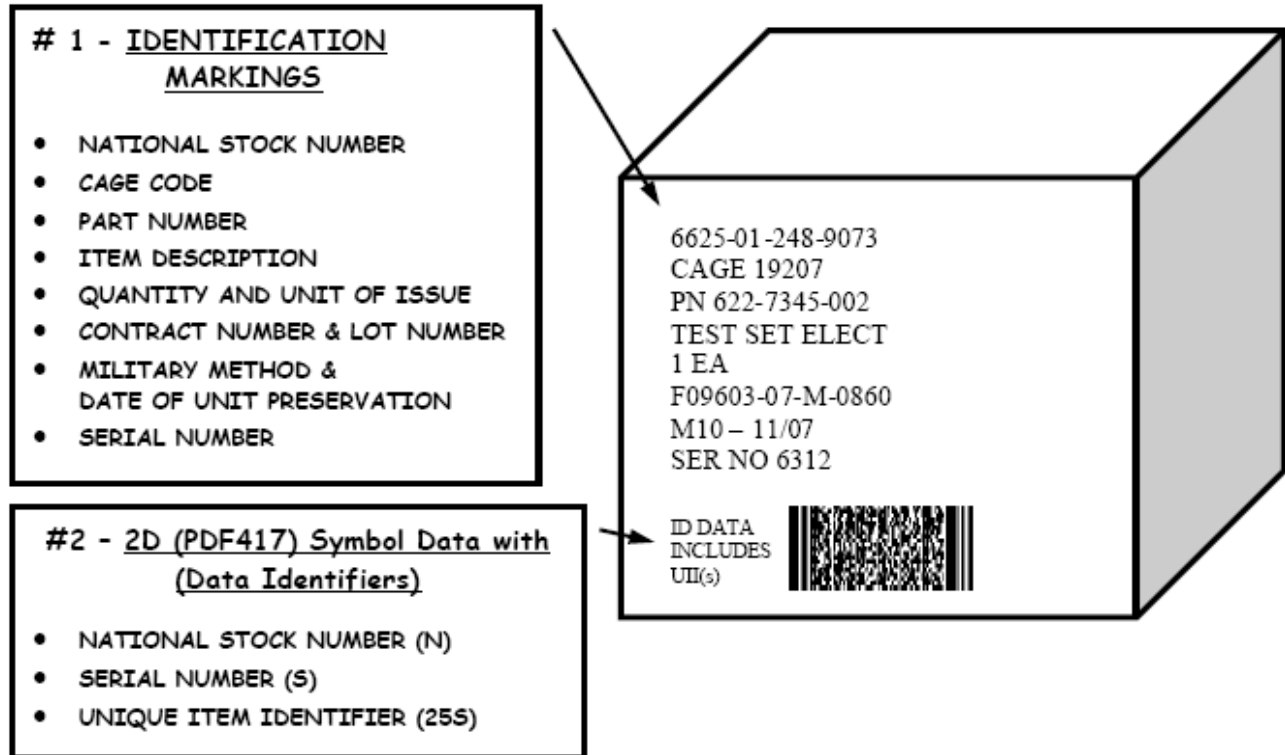 # 1 - IDENTIFICATION
MARKINGS
• NATIONAL STOCK NUMBER
• CAGE CODE
• PART NUMBER
• ITEM DESCRIPTION
• QUANTITY AND UNIT OF ISSUE
• CONTRACT NUMBER & LOT NUMBER
• MILITARY METHOD &
DATE OF UNIT PRESERVATION
• SERIAL NUMBER
#2 - 2D (PDF417) Symbol Data with
(Data Identifiers)
• NATIONAL STOCK NUMBER (N)
• SERIAL NUMBER (S)
• UNIQUE ITEM IDENTIFIER (25S)
6625-01-248-9073
CAGE 19207
PN 622-7345-002
TEST SET ELECT
1 EA
F09603-07-M-0860
M10 – 11/07
SER NO 6312
ID DATA
INCLUDES
UII(s)